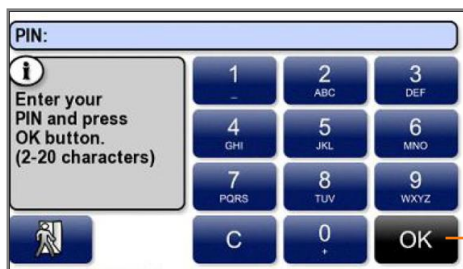 PIN:
i
Enter your
PIN and press
OK button.
(2-20 characters)
1 2 3
_ ABC DEF
4 5 6
GHI JKL MNO
7 8 9
PQRS TUV WXYZ
C 0 OK
+